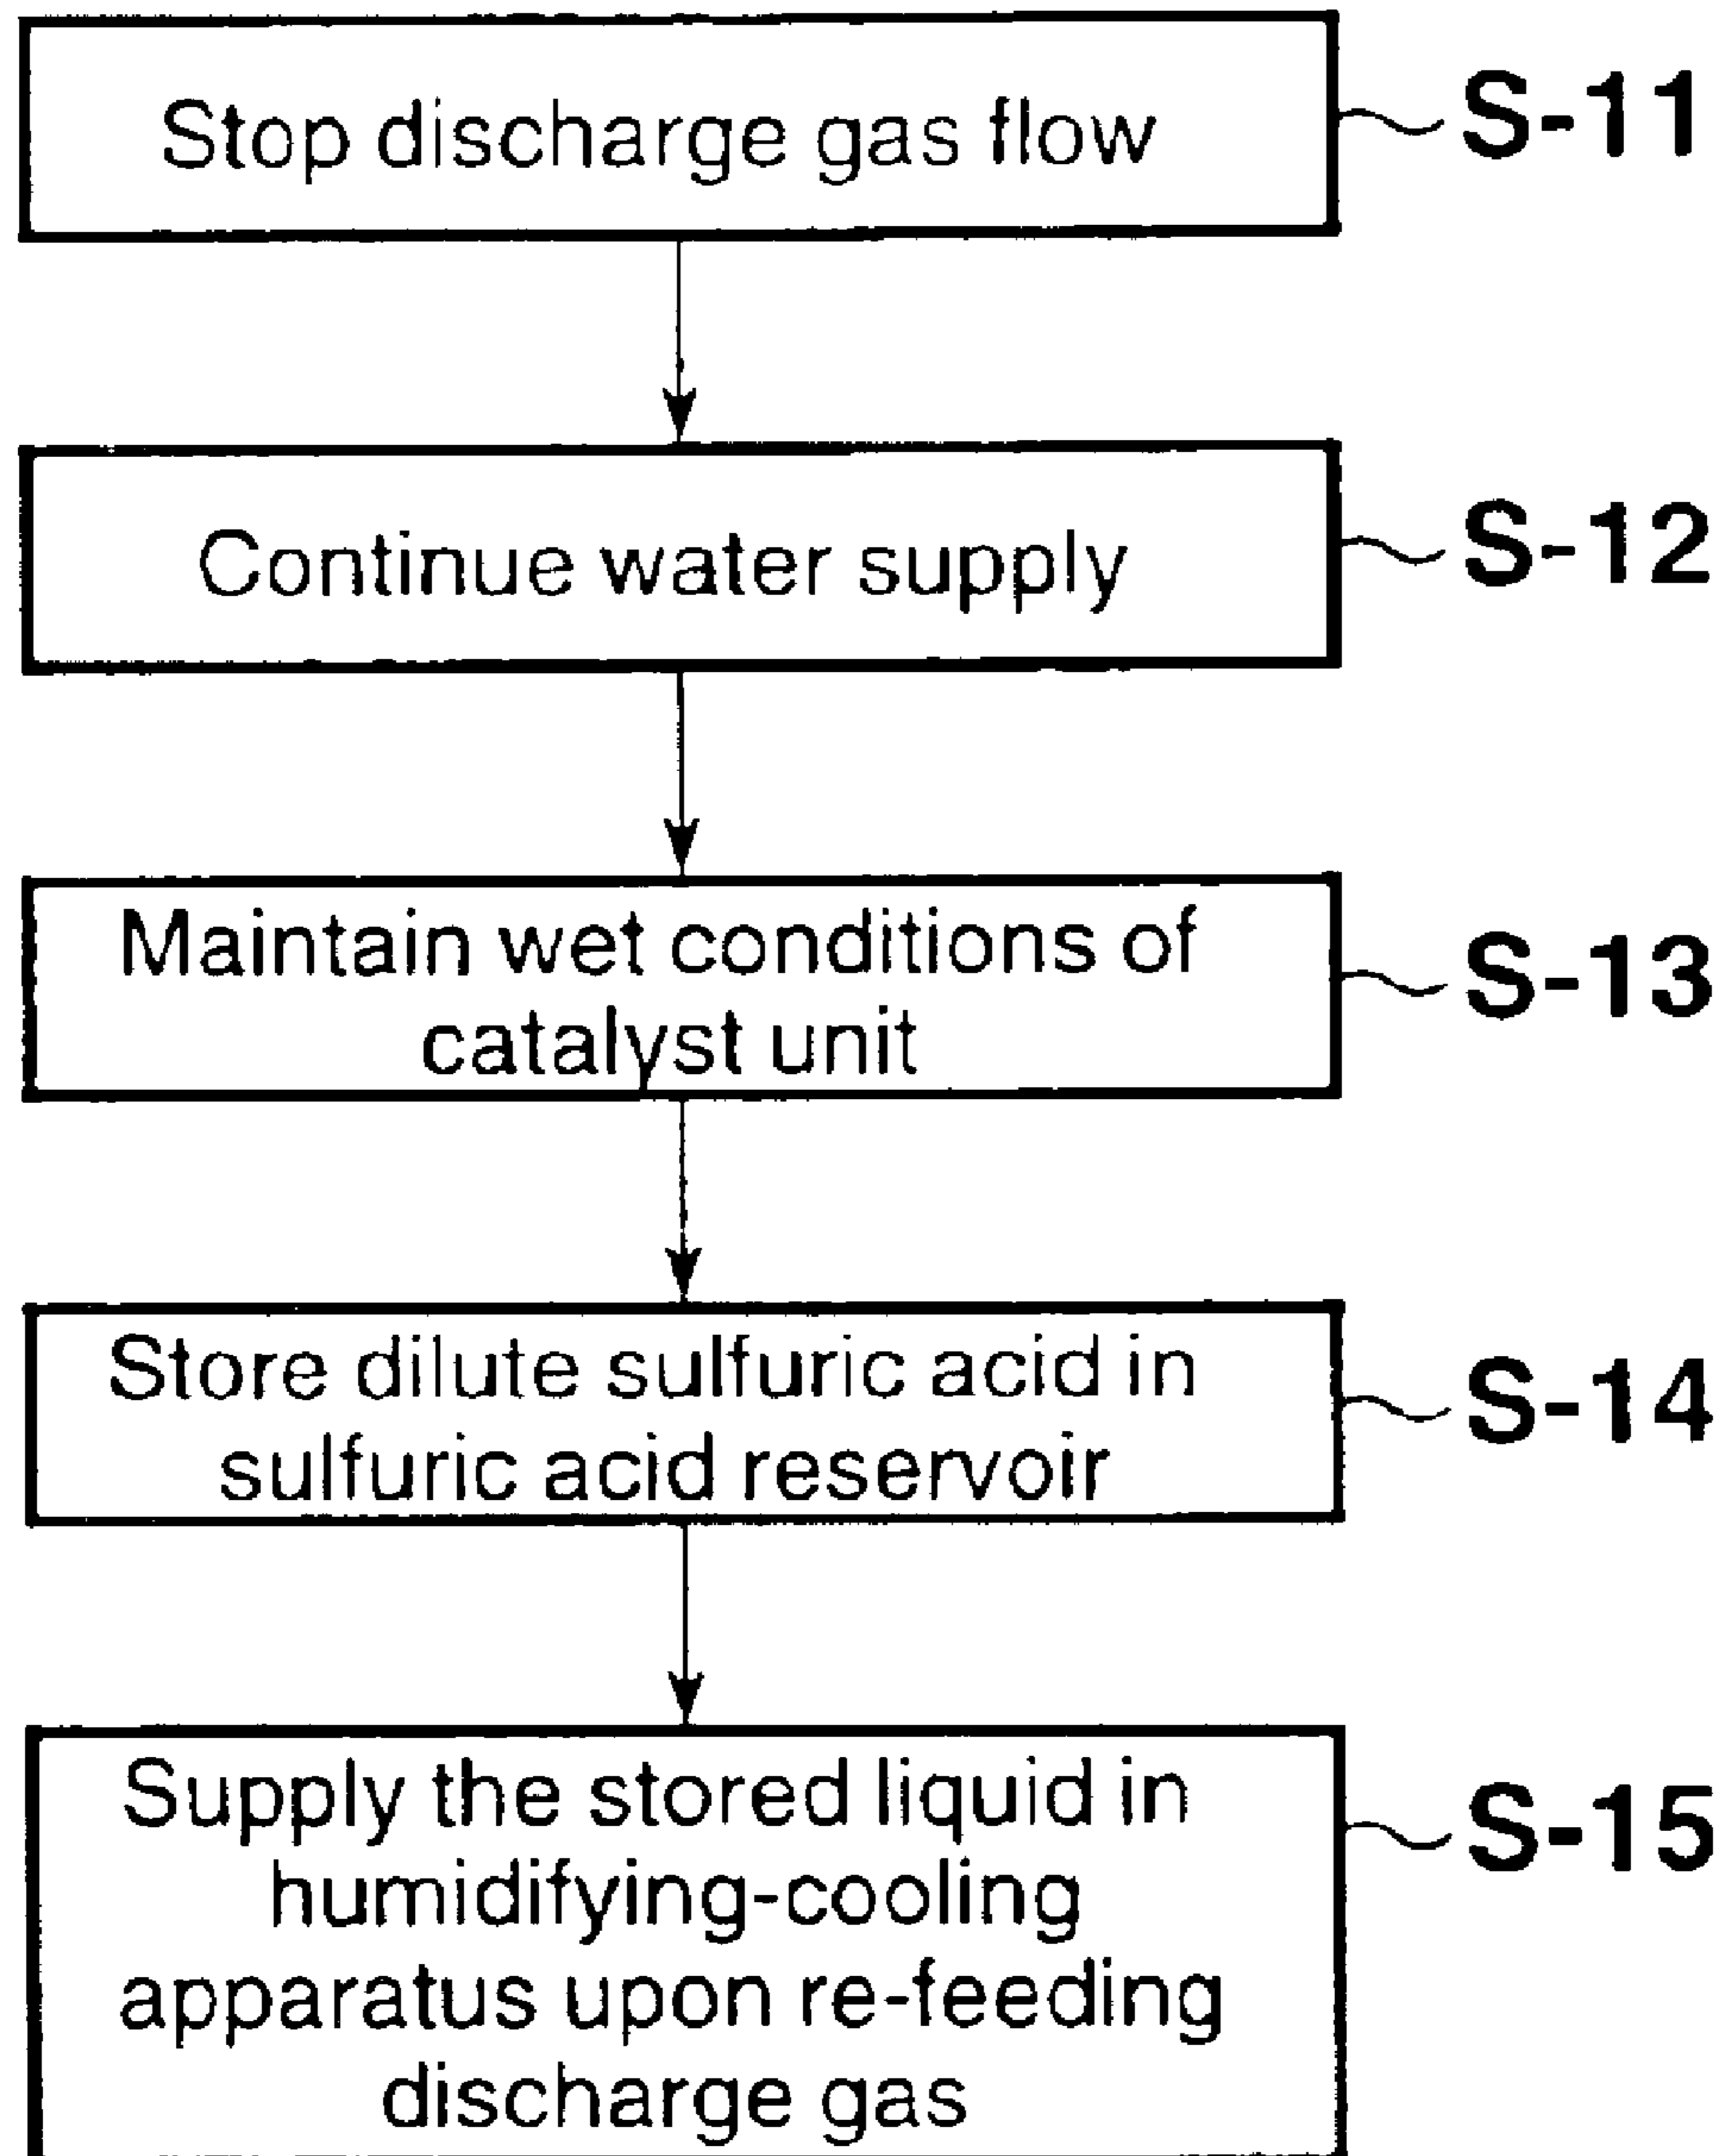 Stop discharge gas flow
S-11
Continue water supply
S-12
Maintain wet conditions of
catalyst unit
S-13
Store dilute sulfuric acid in
sulfuric acid reservoir
S-14
Supply the stored liquid in
humidifying-cooling
apparatus upon re-feeding
discharge gas
S-15